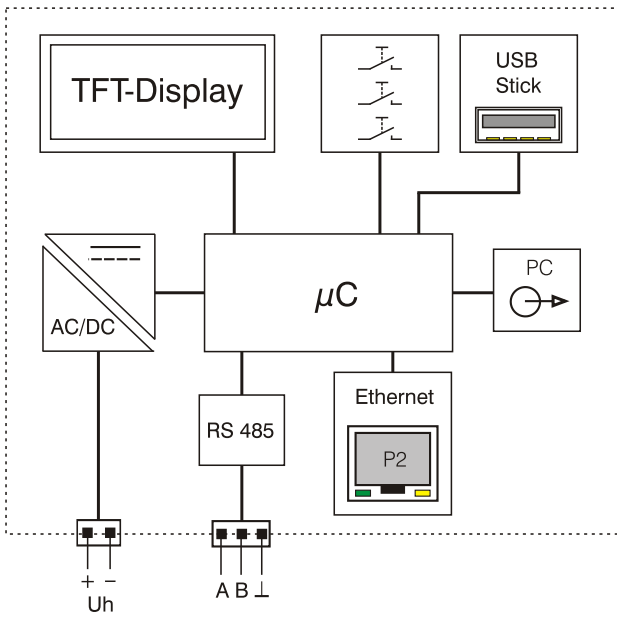 TFT-Display
USB
Stick
µC
PC
AC/DC
Ethernet
RS 485
P2
+ −
A B ⊥
Uh